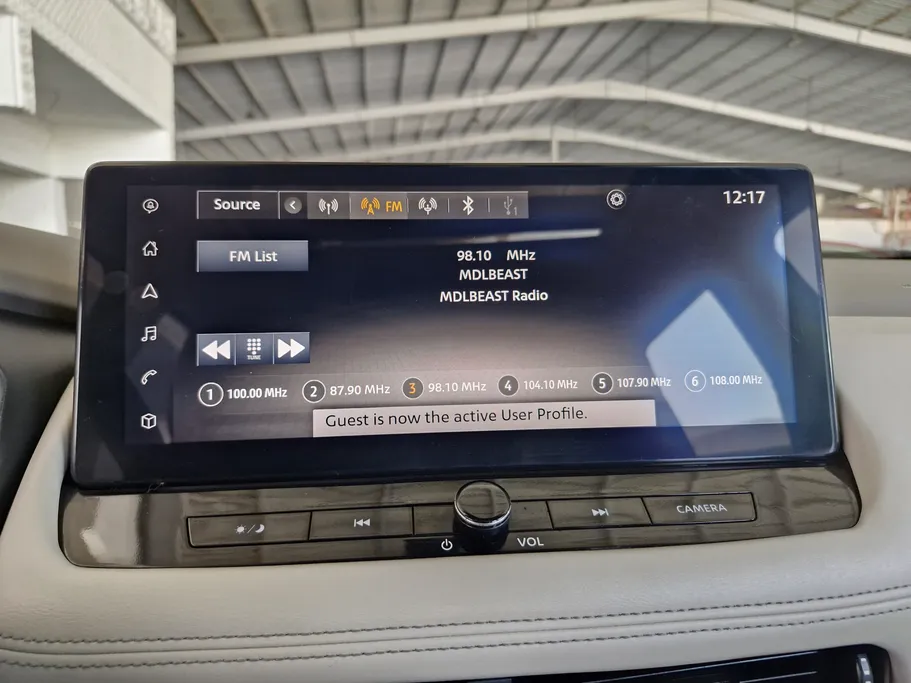 Source
FM
12:17
FM List
98.10 MHz
MDLBEAST
MDLBEAST Radio
TUNE
1 100.00 MHz 2 87.90 MHz 3 98.10 MHz 4 104.10 MHz 5 107.90 MHz 6 108.00 MHz
Guest is now the active User Profile.
CAMERA
VOL